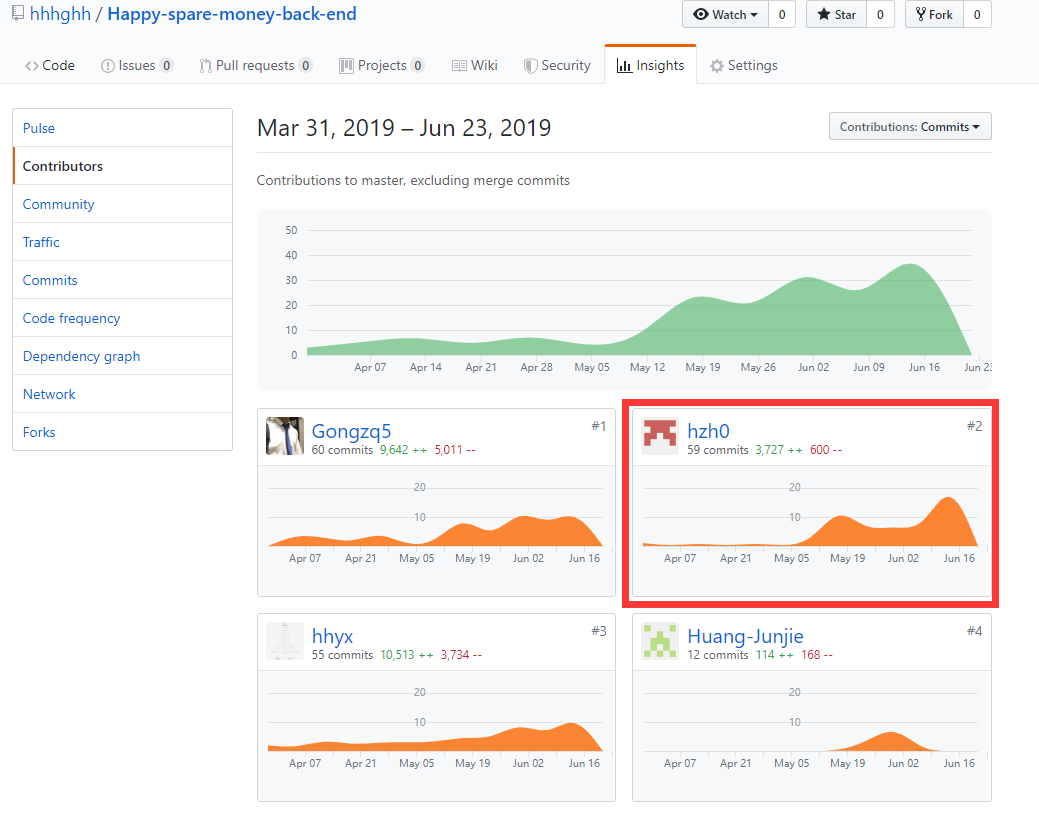 hhhghh / Happy-spare-money-back-end
Watch 0 Star 0 Fork 0
Code Issues 0 Pull requests 0 Projects 0 Wiki Security Insights Settings
Pulse
Contributors
Community
Traffic
Commits
Code frequency
Dependency graph
Network
Forks
Mar 31, 2019 – Jun 23, 2019
Contributions: Commits
Contributions to master, excluding merge commits
50
40
30
20
10
0
Apr 07 Apr 14 Apr 21 Apr 28 May 05 May 12 May 19 May 26 Jun 02 Jun 09 Jun 16 Jun 23
Gongzq5 #1
60 commits 9,642 ++ 5,011 --
20
10
Apr 07 Apr 21 May 05 May 19 Jun 02 Jun 16
hzh0 #2
59 commits 3,727 ++ 600 --
20
10
Apr 07 Apr 21 May 05 May 19 Jun 02 Jun 16
hhyx #3
55 commits 10,513 ++ 3,734 --
20
10
Apr 07 Apr 21 May 05 May 19 Jun 02 Jun 16
Huang-Junjie #4
12 commits 114 ++ 168 --
20
10
Apr 07 Apr 21 May 05 May 19 Jun 02 Jun 16